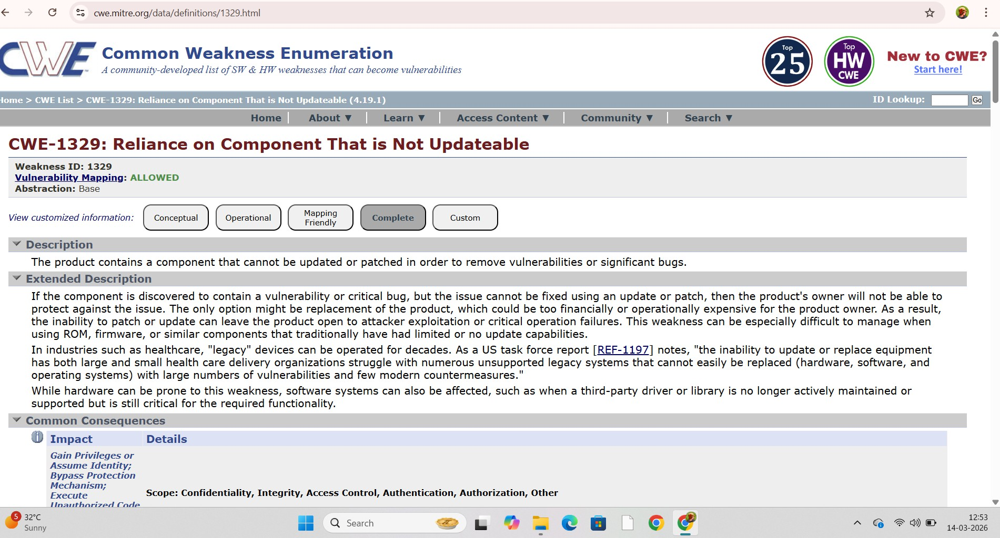 cwe.mitre.org/data/definitions/1329.html
CWE
Common Weakness Enumeration
A community-developed list of SW & HW weaknesses that can become vulnerabilities
Top
25
Top
HW
CWE
New to CWE?
Start here!
Home > CWE List > CWE-1329: Reliance on Component That is Not Updateable (4.19.1)
ID Lookup:
Go
Home
About ▼
Learn ▼
Access Content ▼
Community ▼
Search ▼
CWE-1329: Reliance on Component That is Not Updateable
Weakness ID: 1329
Vulnerability Mapping: ALLOWED
Abstraction: Base
View customized information:
Conceptual
Operational
Mapping
Friendly
Complete
Custom
Description
The product contains a component that cannot be updated or patched in order to remove vulnerabilities or significant bugs.
Extended Description
If the component is discovered to contain a vulnerability or critical bug, but the issue cannot be fixed using an update or patch, then the product's owner will not be able to
protect against the issue. The only option might be replacement of the product, which could be too financially or operationally expensive for the product owner. As a result,
the inability to patch or update can leave the product open to attacker exploitation or critical operation failures. This weakness can be especially difficult to manage when
using ROM, firmware, or similar components that traditionally have had limited or no update capabilities.
In industries such as healthcare, "legacy" devices can be operated for decades. As a US task force report [REF-1197] notes, "the inability to update or replace equipment
has both large and small health care delivery organizations struggle with numerous unsupported legacy systems that cannot easily be replaced (hardware, software, and
operating systems) with large numbers of vulnerabilities and few modern countermeasures."
While hardware can be prone to this weakness, software systems can also be affected, such as when a third-party driver or library is no longer actively maintained or
supported but is still critical for the required functionality.
Common Consequences
Impact
Details
Gain Privileges or
Assume Identity;
Bypass Protection
Mechanism;
Execute
Unauthorized Code
Scope: Confidentiality, Integrity, Access Control, Authentication, Authorization, Other
5
32°C
Sunny
Search
12:53
14-03-2026